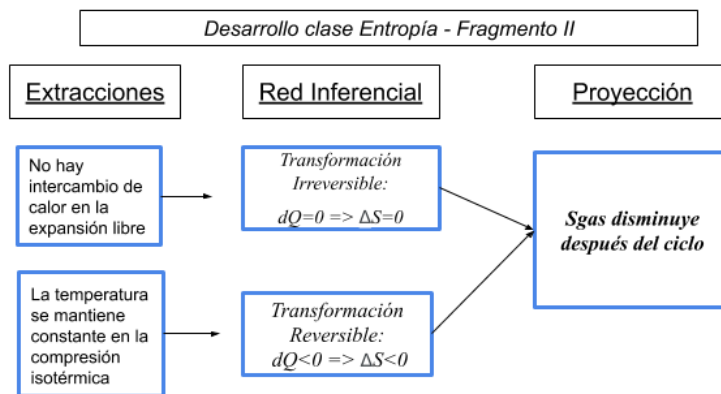 Desarrollo clase Entropía - Fragmento II
Extracciones
Red Inferencial
Proyección
No hay
intercambio de
calor en la
expansión libre
Transformación
Irreversible:
dQ=0 => ΔS=0
Sgas disminuye
después del ciclo
La temperatura
se mantiene
constante en la
compresión
isotérmica
Transformación
Reversible:
dQ<0 => ΔS<0